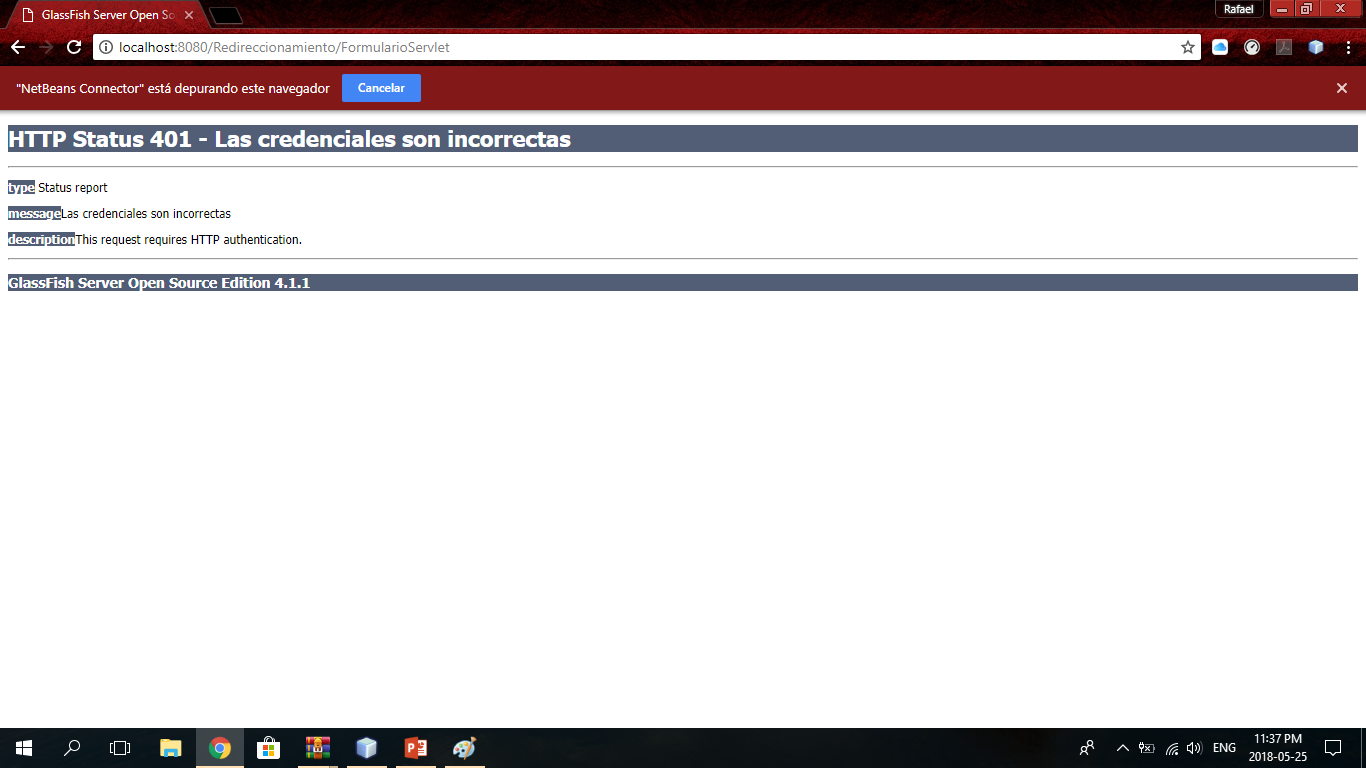 GlassFish Server Open So
Rafael
localhost:8080/Redireccionamiento/FormularioServlet
"NetBeans Connector" está depurando este navegador
Cancelar
HTTP Status 401 - Las credenciales son incorrectas
type Status report
messageLas credenciales son incorrectas
descriptionThis request requires HTTP authentication.
GlassFish Server Open Source Edition 4.1.1
ENG
11:37 PM
2018-05-25